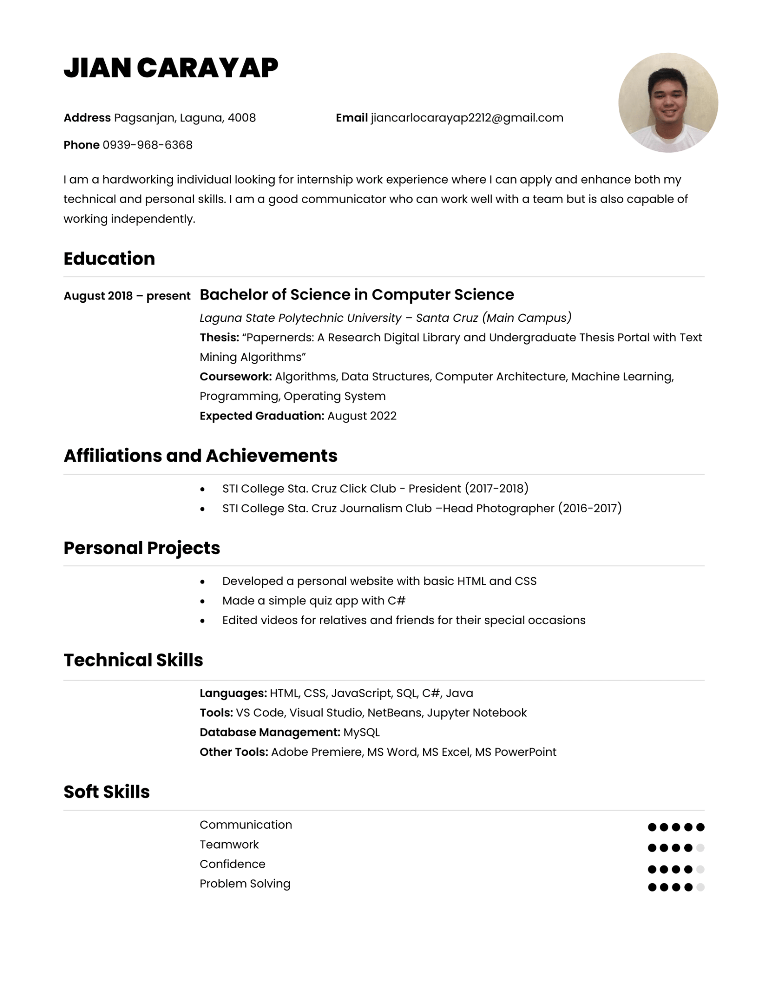 JIAN CARAYAP
Address Pagsanjan, Laguna, 4008
Email jiancarlocarayap2212@gmail.com
Phone 0939-968-6368
I am a hardworking individual looking for internship work experience where I can apply and enhance both my
technical and personal skills. I am a good communicator who can work well with a team but is also capable of
working independently.
Education
August 2018 – present Bachelor of Science in Computer Science
Laguna State Polytechnic University – Santa Cruz (Main Campus)
Thesis: “Papernerds: A Research Digital Library and Undergraduate Thesis Portal with Text
Mining Algorithms”
Coursework: Algorithms, Data Structures, Computer Architecture, Machine Learning,
Programming, Operating System
Expected Graduation: August 2022
Affiliations and Achievements
• STI College Sta. Cruz Click Club - President (2017-2018)
• STI College Sta. Cruz Journalism Club –Head Photographer (2016-2017)
Personal Projects
• Developed a personal website with basic HTML and CSS
• Made a simple quiz app with C#
• Edited videos for relatives and friends for their special occasions
Technical Skills
Languages: HTML, CSS, JavaScript, SQL, C#, Java
Tools: VS Code, Visual Studio, NetBeans, Jupyter Notebook
Database Management: MySQL
Other Tools: Adobe Premiere, MS Word, MS Excel, MS PowerPoint
Soft Skills
Communication
Teamwork
Confidence
Problem Solving